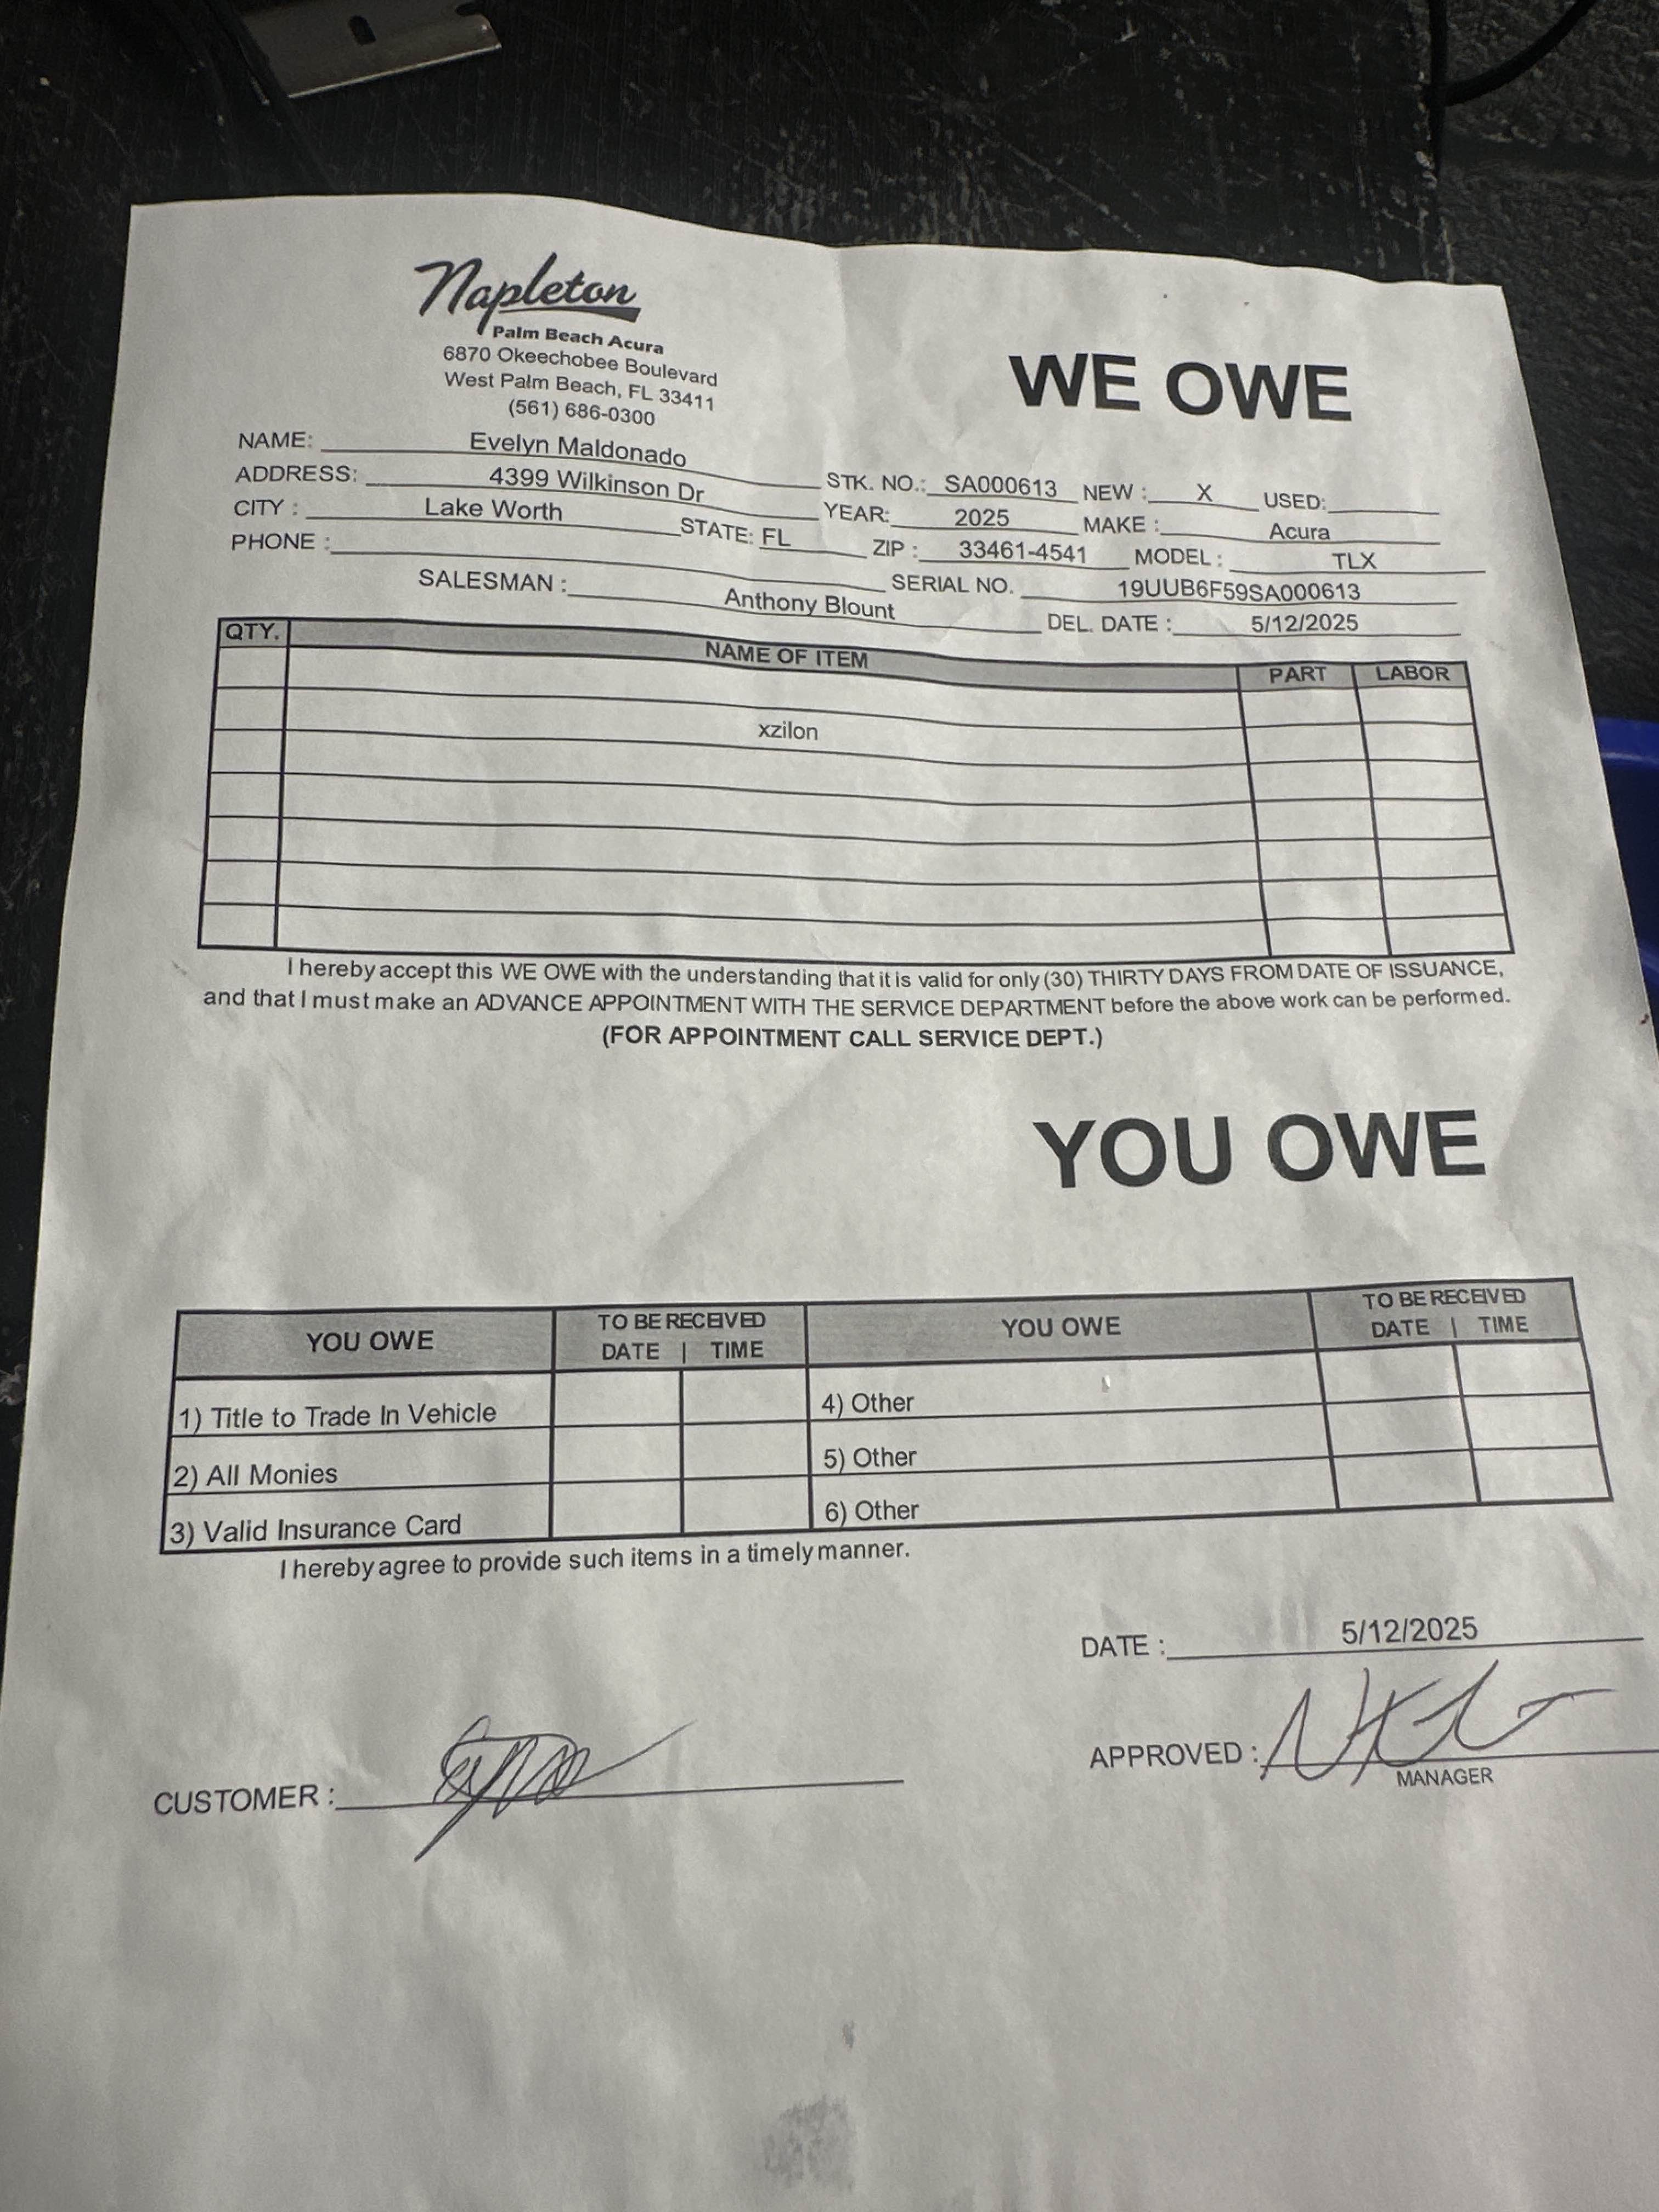 Napleton
Palm Beach Acura
6870 Okeechobee Boulevard
West Palm Beach, FL 33411
(561) 686-0300
WE OWE
NAME: Evelyn Maldonado
STK. NO.: SA000613 NEW : X USED:
ADDRESS: 4399 Wilkinson Dr
YEAR: 2025 MAKE : Acura
CITY : Lake Worth STATE: FL ZIP : 33461-4541 MODEL : TLX
PHONE : SERIAL NO. 19UUB6F59SA000613
SALESMAN : Anthony Blount DEL. DATE : 5/12/2025
QTY. NAME OF ITEM PART LABOR
xzilon
I hereby accept this WE OWE with the understanding that it is valid for only (30) THIRTY DAYS FROM DATE OF ISSUANCE,
and that I must make an ADVANCE APPOINTMENT WITH THE SERVICE DEPARTMENT before the above work can be performed.
(FOR APPOINTMENT CALL SERVICE DEPT.)
YOU OWE
YOU OWE TO BE RECEIVED DATE | TIME YOU OWE TO BE RECEIVED DATE | TIME
1) Title to Trade In Vehicle 4) Other
2) All Monies 5) Other
3) Valid Insurance Card 6) Other
I hereby agree to provide such items in a timely manner.
DATE : 5/12/2025
APPROVED :
MANAGER
CUSTOMER :